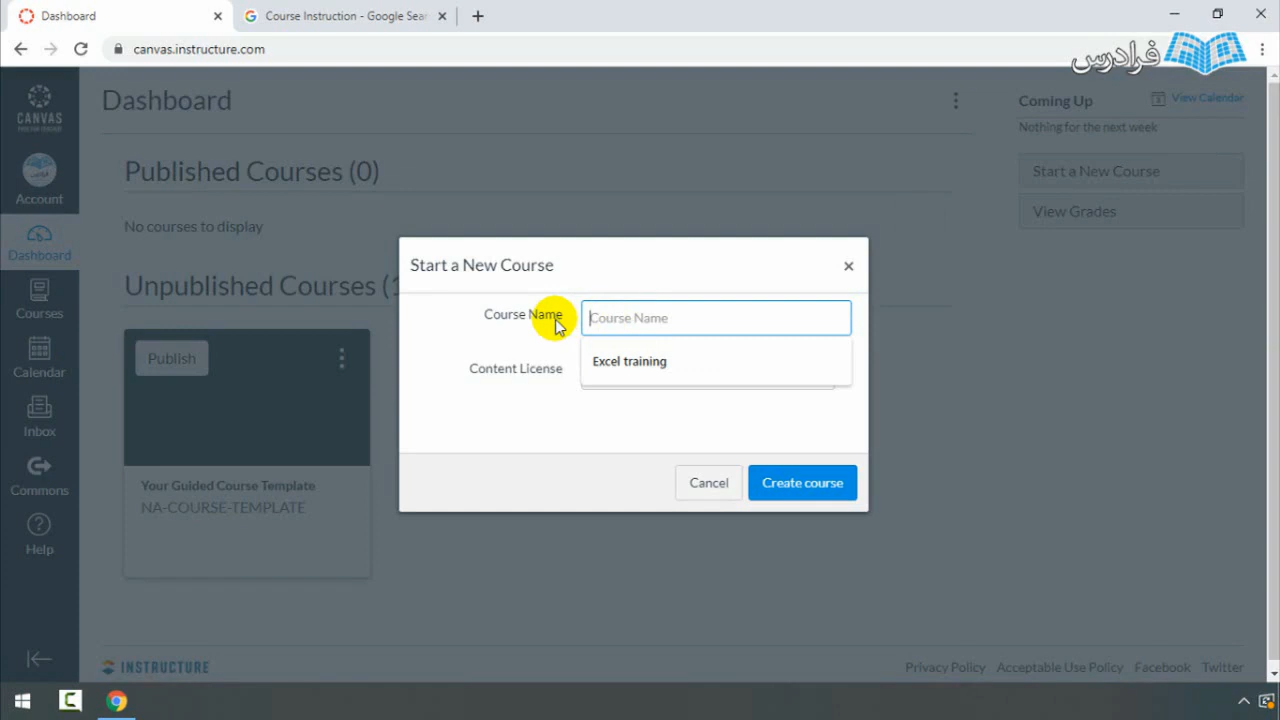 Dashboard
Course Instruction - Google Sear
canvas.instructure.com
فرادرس
CANVAS
Account
Dashboard
Courses
Calendar
Inbox
Commons
Help
Dashboard
Published Courses (0)
No courses to display
Unpublished Courses (1
Publish
Your Guided Course Template
NA-COURSE-TEMPLATE
Coming Up
View Calendar
Nothing for the next week
Start a New Course
View Grades
Start a New Course
Course Name
Course Name
Excel training
Content License
Cancel
Create course
INSTRUCTURE
Privacy Policy Acceptable Use Policy Facebook Twitter